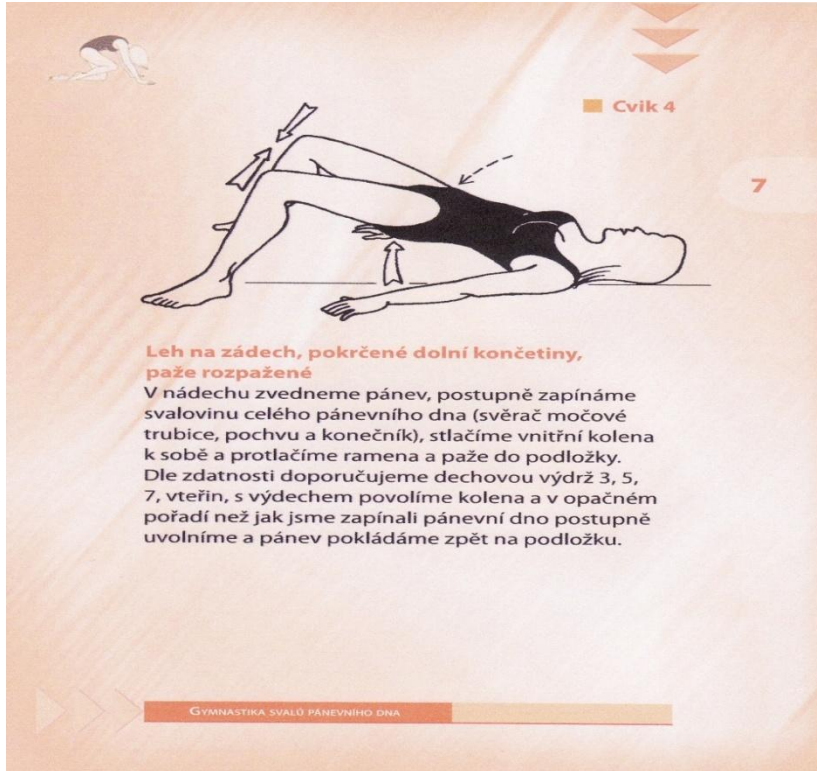 Cvik 4
7
Leh na zádech, pokrčené dolní končetiny,
paže rozpažené
V nádechu zvedneme pánev, postupně zapínáme
svalovinu celého pánevního dna (svěrač močové
trubice, pochvu a konečník), stlačíme vnitřní kolena
k sobě a protlačíme ramena a paže do podložky.
Dle zdatnosti doporučujeme dechovou výdrž 3, 5,
7, vteřin, s výdechem povolíme kolena a v opačném
pořadí než jak jsme zapínali pánevní dno postupně
uvolníme a pánev pokládáme zpět na podložku.
GYMNASTIKA SVALŮ PÁNEVNÍHO DNA